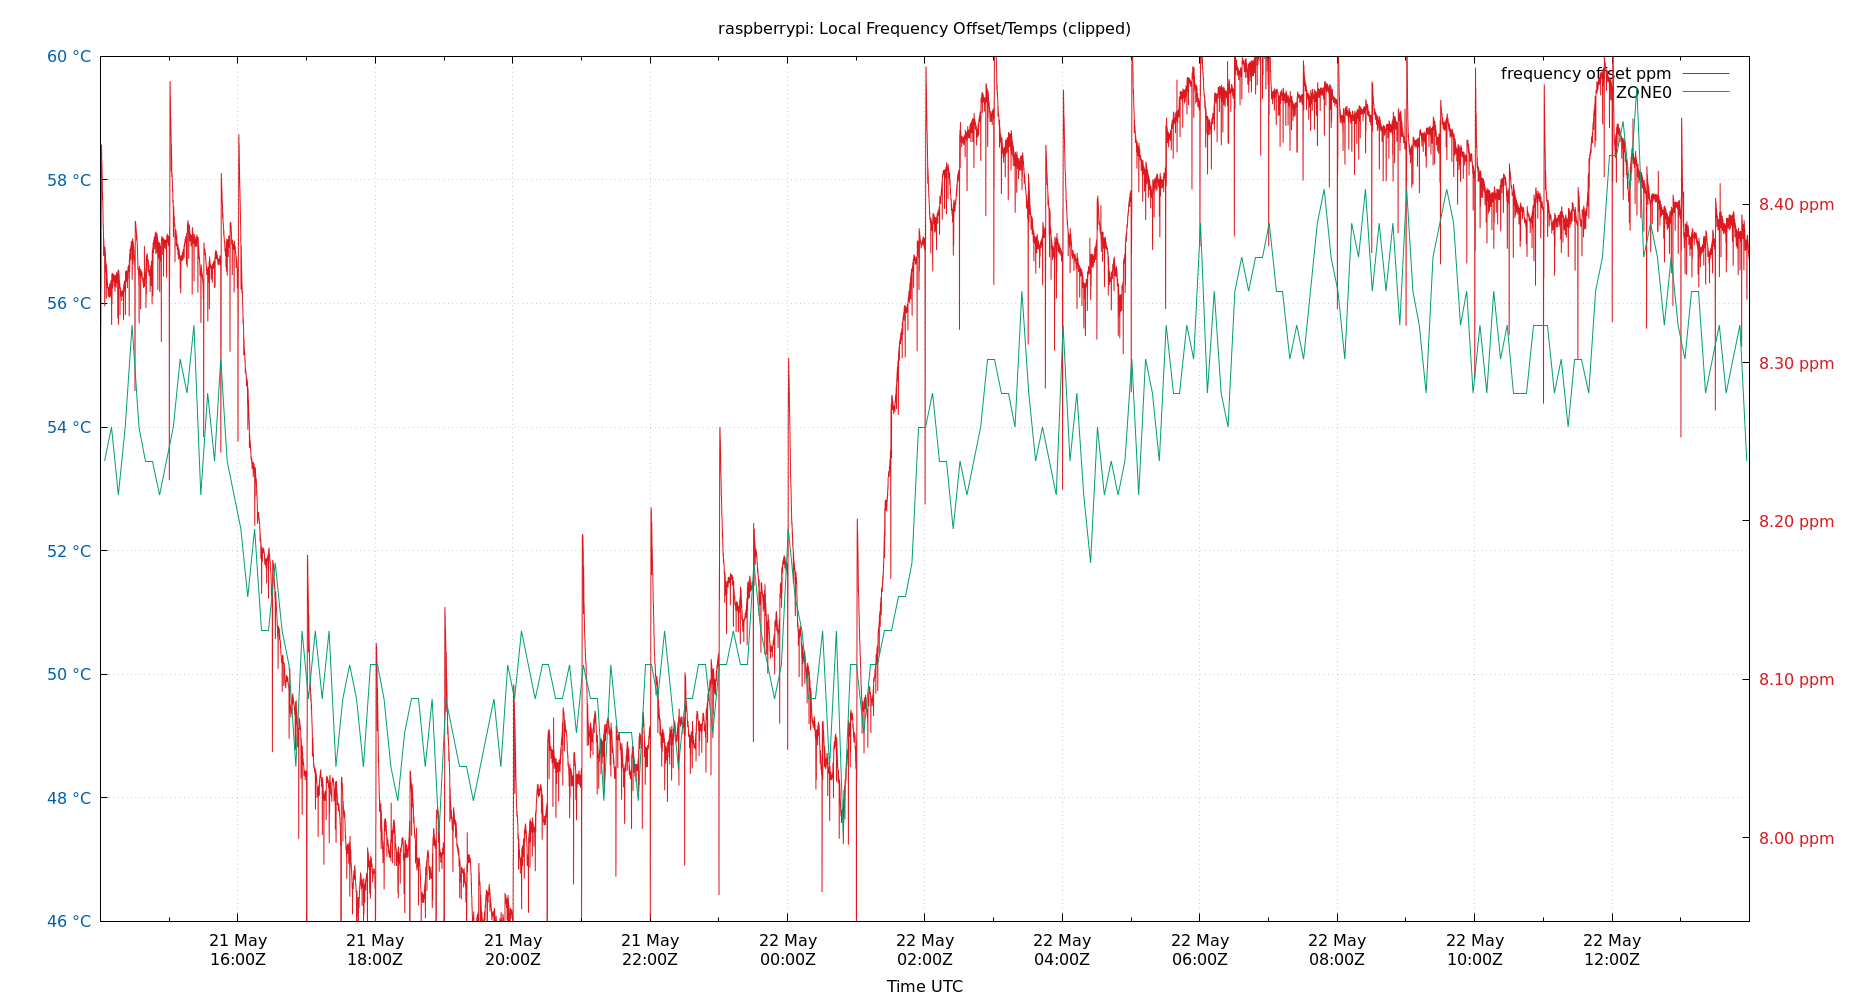 raspberrypi: Local Frequency Offset/Temps (clipped)
60 °C
58 °C
56 °C
54 °C
52 °C
50 °C
48 °C
46 °C
frequency offset ppm
ZONE0
8.40 ppm
8.30 ppm
8.20 ppm
8.10 ppm
8.00 ppm
21 May
16:00Z
21 May
18:00Z
21 May
20:00Z
21 May
22:00Z
22 May
00:00Z
22 May
02:00Z
22 May
04:00Z
22 May
06:00Z
22 May
08:00Z
22 May
10:00Z
22 May
12:00Z
Time UTC